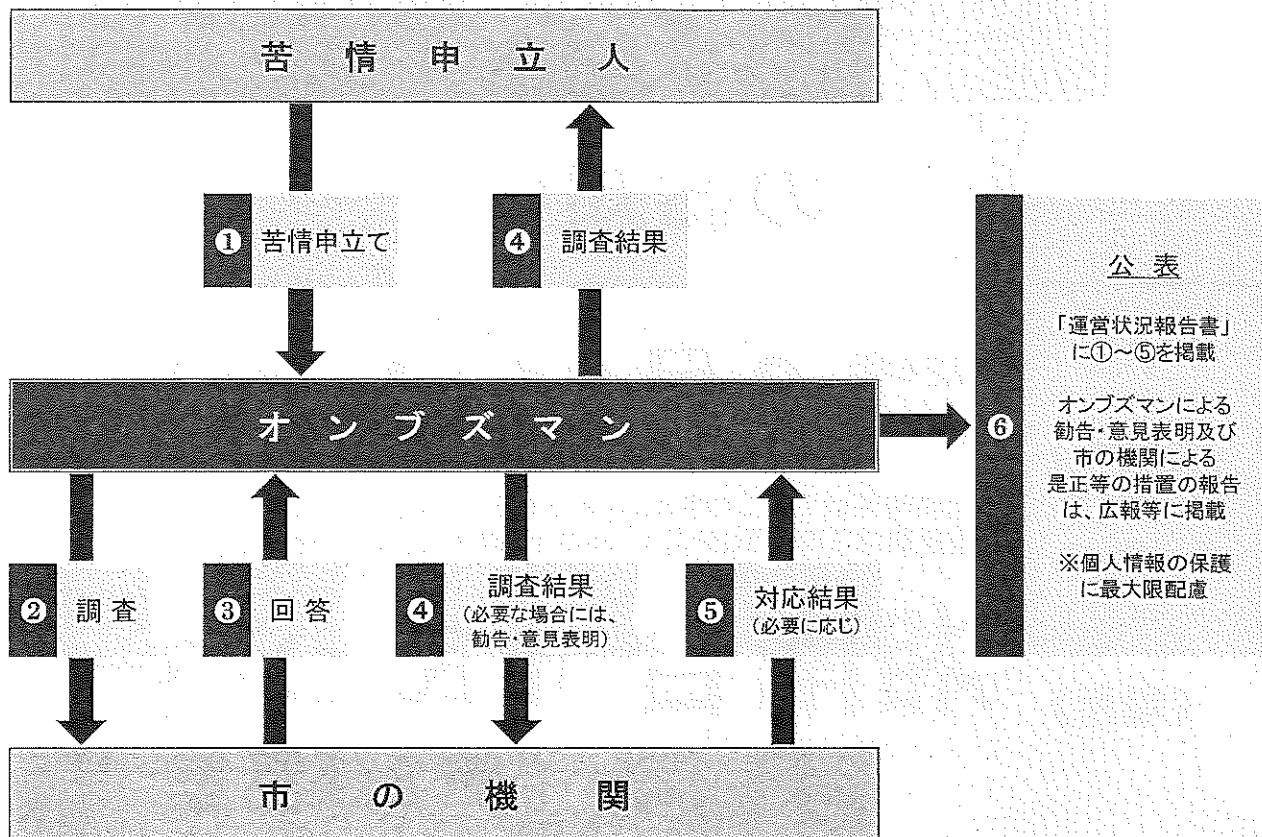 苦情申立人
❶ 苦情申立て
❹ 調査結果
オンブズマン
❷ 調査
❸ 回答
❹ 調査結果
(必要な場合には、
勧告・意見表明)
❺ 対応結果
(必要に応じ)
市の機関
❻
公表
「運営状況報告書」
に①～⑤を掲載
オンブズマンによる
勧告・意見表明及び
市の機関による
是正等の措置の報告
は、広報等に掲載
※個人情報の保護
に最大限配慮